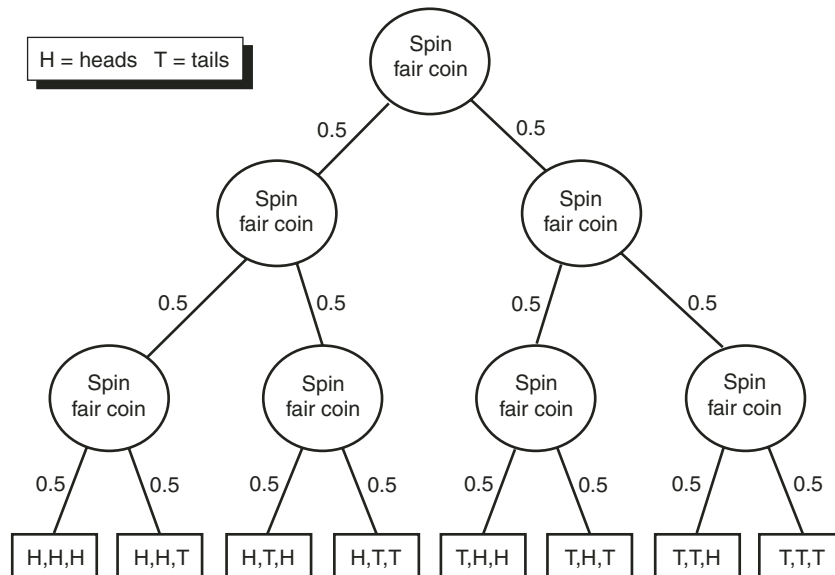 H = heads T = tails
Spin
fair coin
0.5
0.5
Spin
fair coin
Spin
fair coin
0.5
0.5
0.5
0.5
Spin
fair coin
Spin
fair coin
Spin
fair coin
Spin
fair coin
0.5
0.5
0.5
0.5
0.5
0.5
0.5
0.5
H,H,H
H,H,T
H,T,H
H,T,T
T,H,H
T,H,T
T,T,H
T,T,T